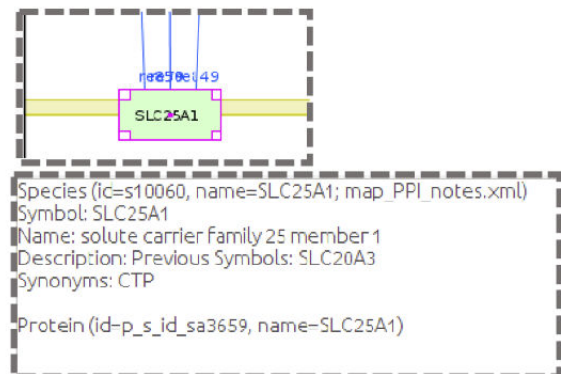 SLC25A1
Species (id=s10060, name=SLC25A1; map_PPI_notes.xml)
Symbol: SLC25A1
Name: solute carrier family 25 member 1
Description: Previous Symbols: SLC20A3
Synonyms: CTP
Protein (id=p_s_id_sa3659, name=SLC25A1)